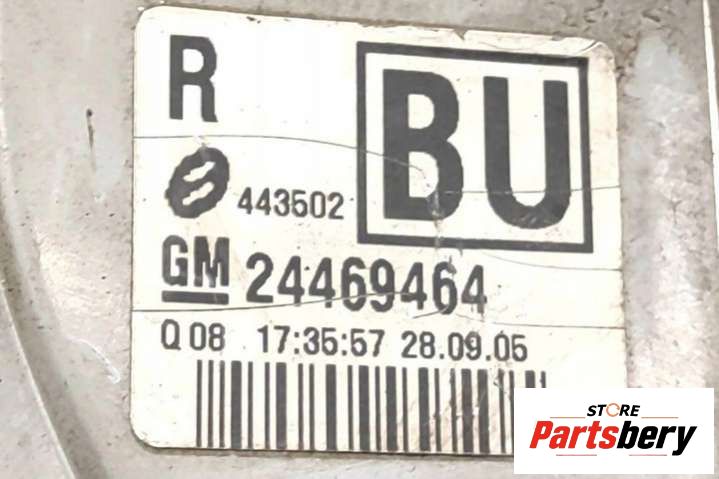 R
BU
443502
GM 24469464
Q 08 17:35:57 28.09.05
STORE
Partsbery